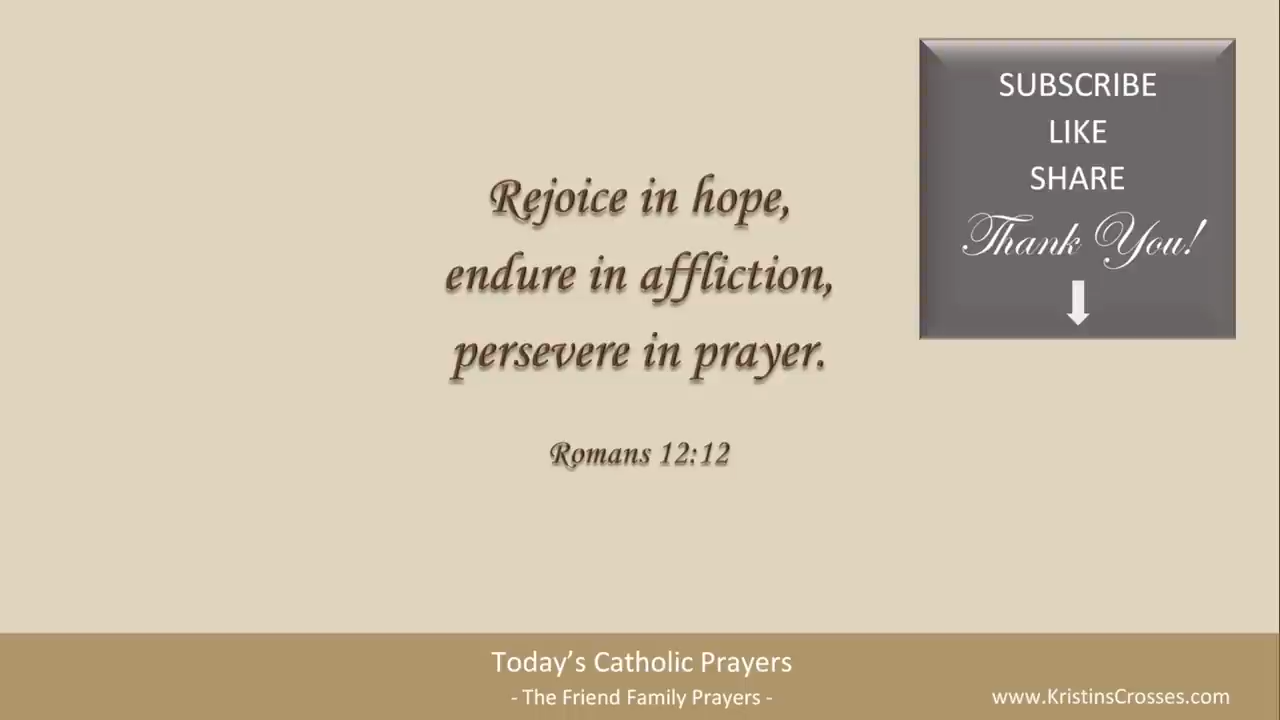 Rejoice in hope,
endure in affliction,
persevere in prayer.
Romans 12:12
SUBSCRIBE
LIKE
SHARE
Thank You!
Today’s Catholic Prayers
- The Friend Family Prayers -
www.KristinsCrosses.com